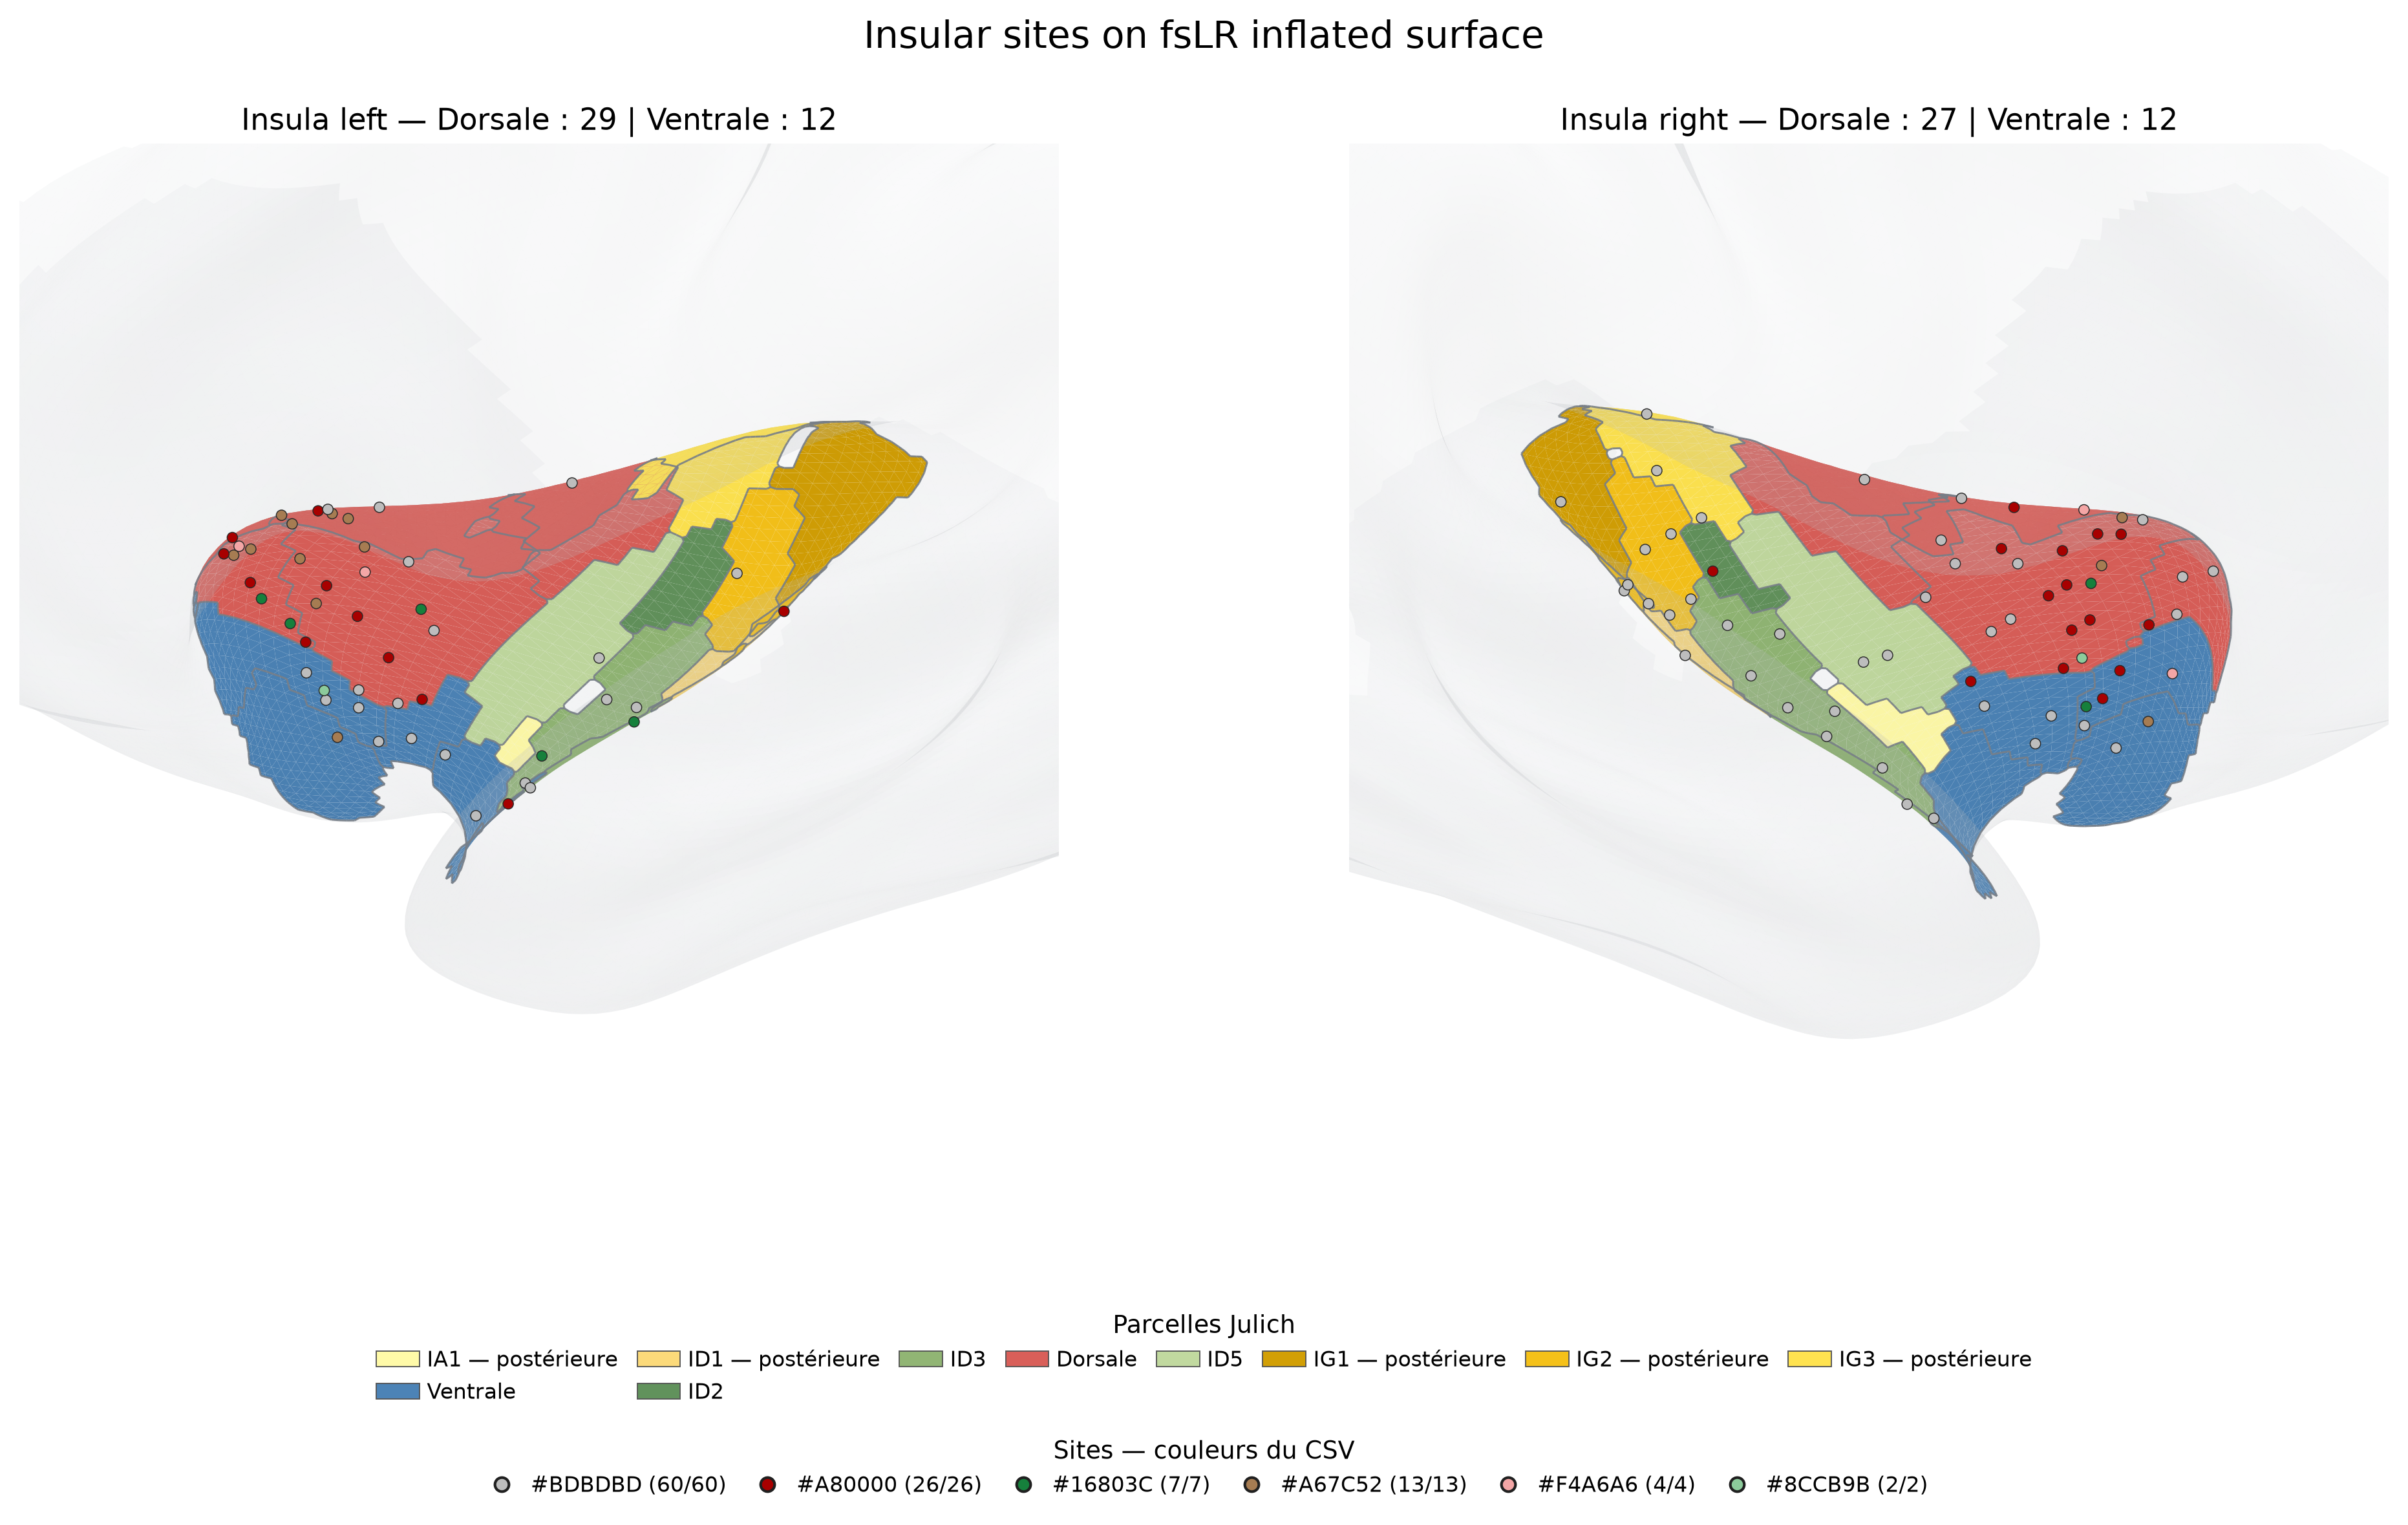 Insular sites on fsLR inflated surface
Insula left — Dorsale : 29 | Ventrale : 12
Insula right — Dorsale : 27 | Ventrale : 12
Parcelles Julich
IA1 — postérieure ID1 — postérieure ID3 Dorsale ID5 IG1 — postérieure IG2 — postérieure IG3 — postérieure
Ventrale ID2
Sites — couleurs du CSV
#BDBDBD (60/60) #A80000 (26/26) #16803C (7/7) #A67C52 (13/13) #F4A6A6 (4/4) #8CCB9B (2/2)